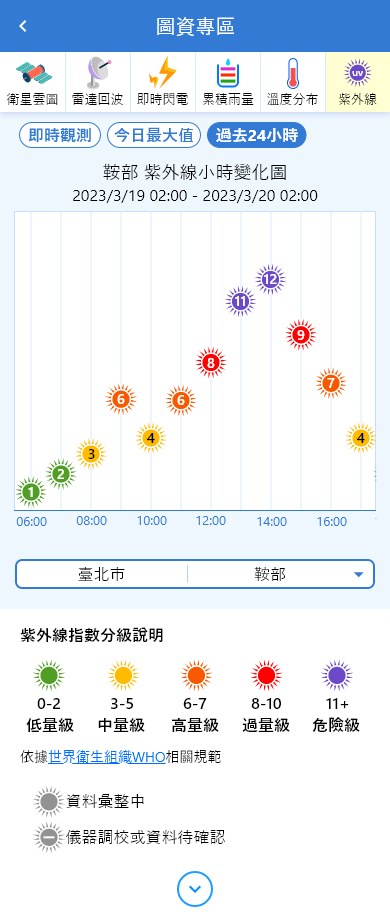 圖資專區
衛星雲圖 雷達回波 即時閃電 累積雨量 溫度分布 紫外線
UV
即時觀測 今日最大值 過去24小時
鞍部 紫外線小時變化圖
2023/3/19 02:00 - 2023/3/20 02:00
1 2 3 6 4 6 8 11 12 9 7 4
06:00 08:00 10:00 12:00 14:00 16:00
臺北市 鞍部
紫外線指數分級說明
0-2 3-5 6-7 8-10 11+
低量級 中量級 高量級 過量級 危險級
依據世界衛生組織WHO相關規範
資料彙整中
儀器調校或資料待確認